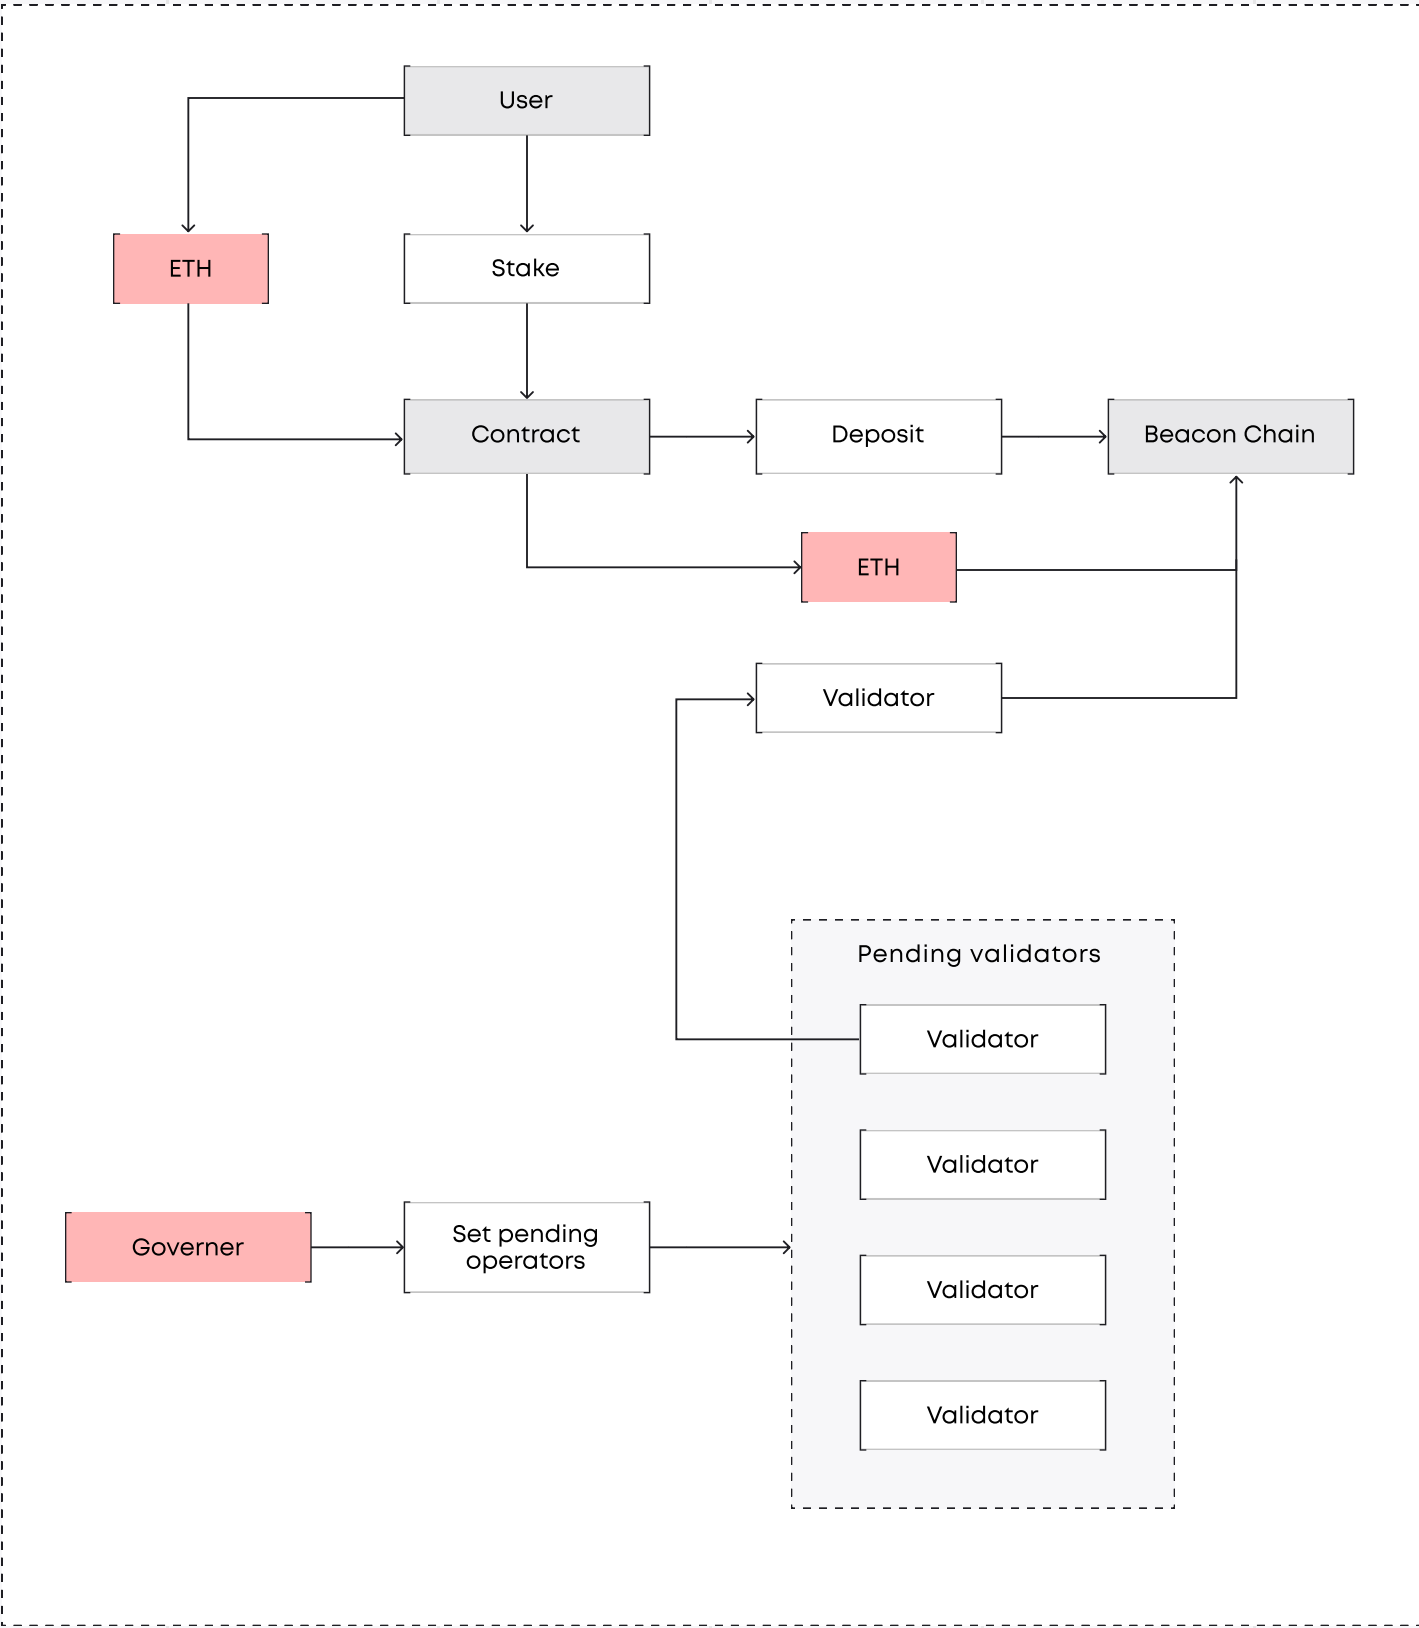 User
ETH
Stake
Contract
Deposit
Beacon Chain
ETH
Validator
Pending validators
Validator
Validator
Governer
Set pending
operators
Validator
Validator